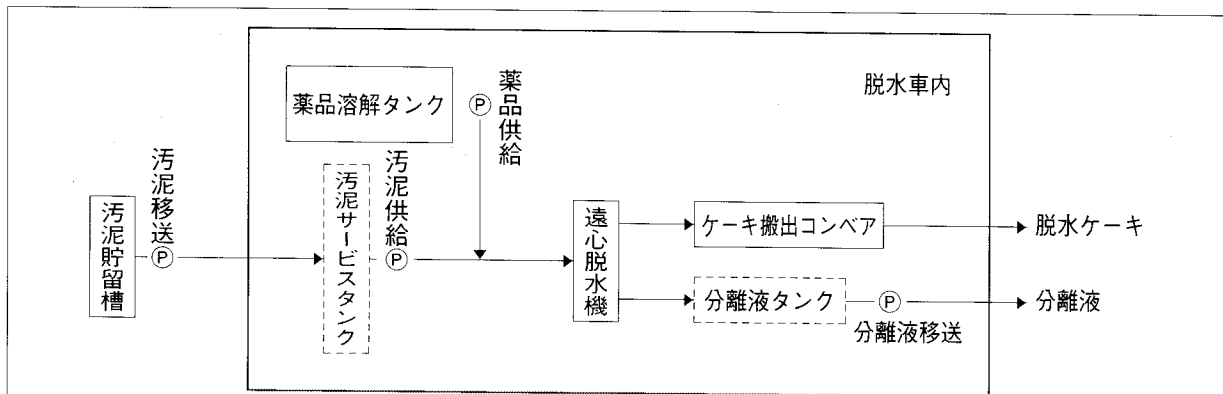 脱水車内
薬品溶解タンク
P
薬品供給
汚泥貯留槽
汚泥移送
P
汚泥サービスタンク
汚泥供給
P
遠心脱水機
ケーキ搬出コンベア
脱水ケーキ
分離液タンク
P
分離液移送
分離液